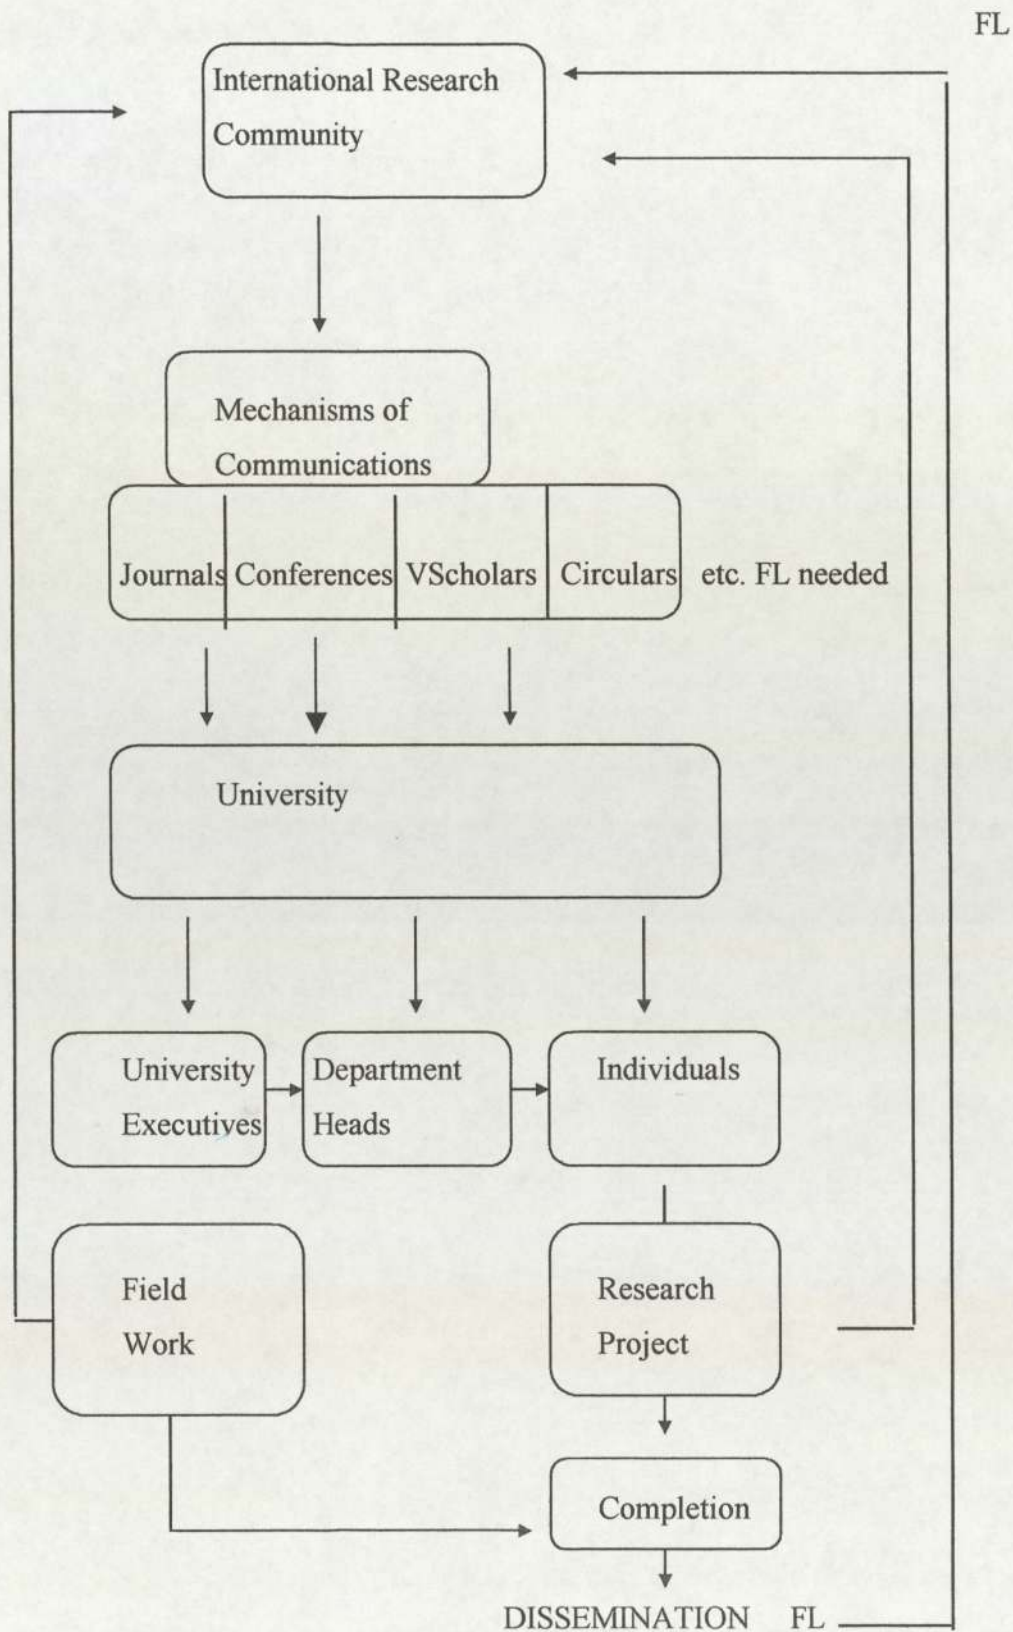 FL
International Research
Community
Mechanisms of
Communications
Journals Conferences VScholars Circulars etc. FL needed
University
University
Executives
Department
Heads
Individuals
Field
Work
Research
Project
Completion
DISSEMINATION FL